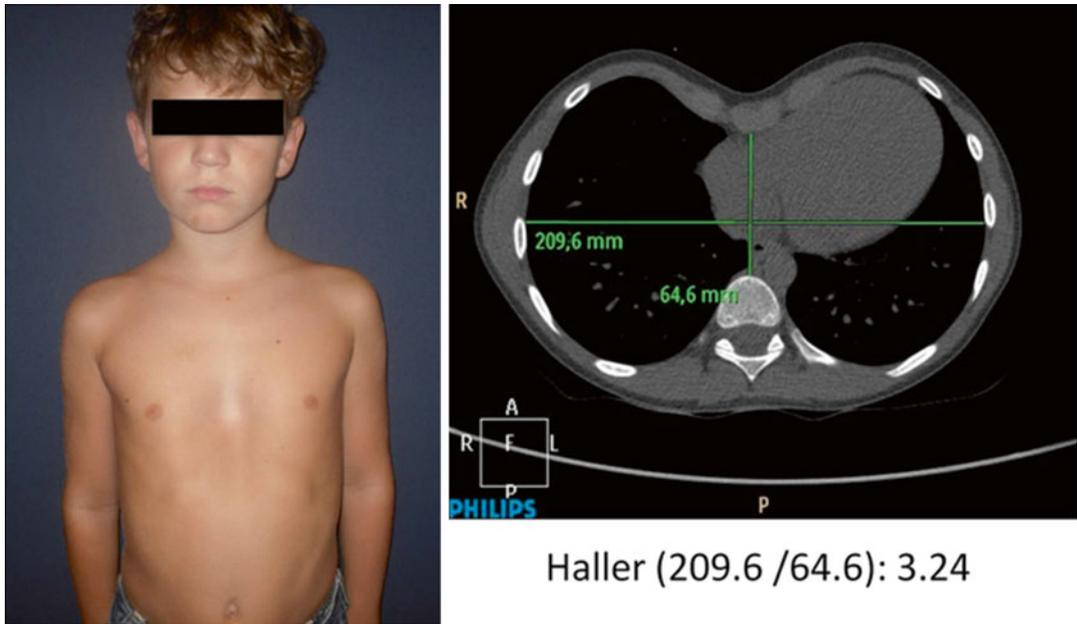 R
209,6 mm
64,6 mm
A
R F L
P
PHILIPS
P
Haller (209.6 /64.6): 3.24